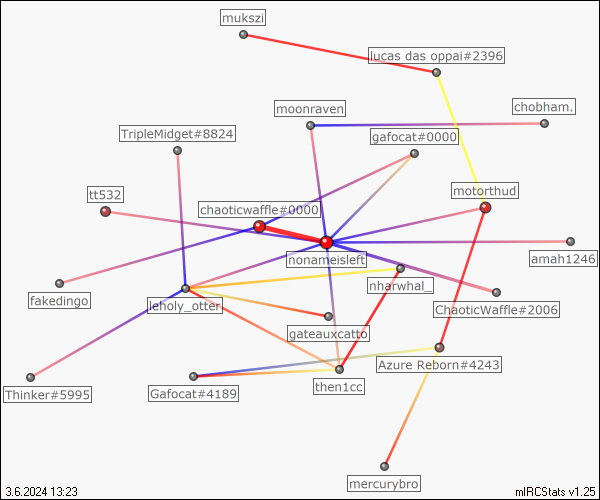 mukszi
lucas das oppai#2396
moonraven
chobham.
TripleMidget#8824
gafocat#0000
tt532
motorthud
chaoticwaffle#0000
nonameisleft
amah1246
nharwhal_
fakedingo
leholy_otter
ChaoticWaffle#2006
gateauxcatto
Azure Reborn#4243
Thinker#5995
Gafocat#4189
then1cc
mercurybro
3.6.2024 13:23
mIRCStats v1.25